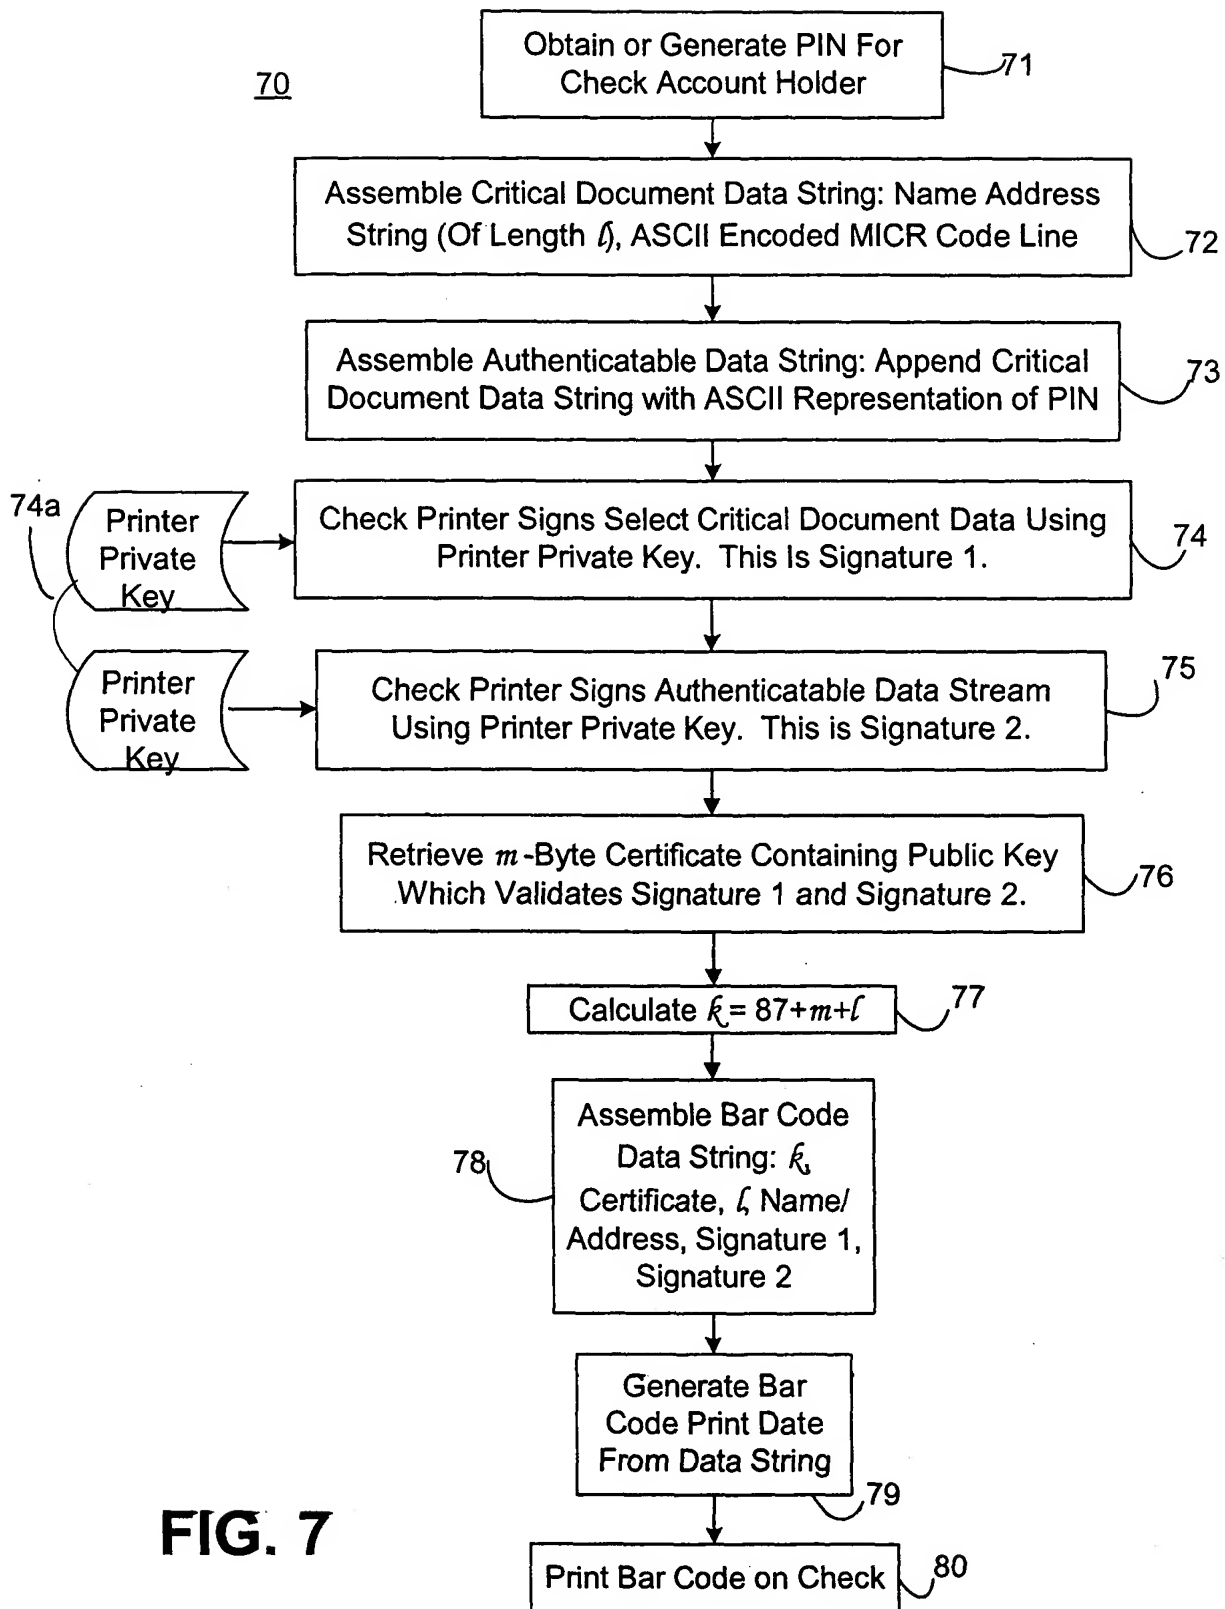 70
Obtain or Generate PIN For
Check Account Holder
71
Assemble Critical Document Data String: Name Address
String (Of Length ℓ), ASCII Encoded MICR Code Line
72
Assemble Authenticatable Data String: Append Critical
Document Data String with ASCII Representation of PIN
73
74a
Printer
Private
Key
Check Printer Signs Select Critical Document Data Using
Printer Private Key. This Is Signature 1.
74
Printer
Private
Key
Check Printer Signs Authenticatable Data Stream
Using Printer Private Key. This is Signature 2.
75
Retrieve m-Byte Certificate Containing Public Key
Which Validates Signature 1 and Signature 2.
76
Calculate k = 87+m+ℓ
77
78
Assemble Bar Code
Data String: k,
Certificate, ℓ, Name/
Address, Signature 1,
Signature 2
Generate Bar
Code Print Date
From Data String
79
Print Bar Code on Check
80
FIG. 7